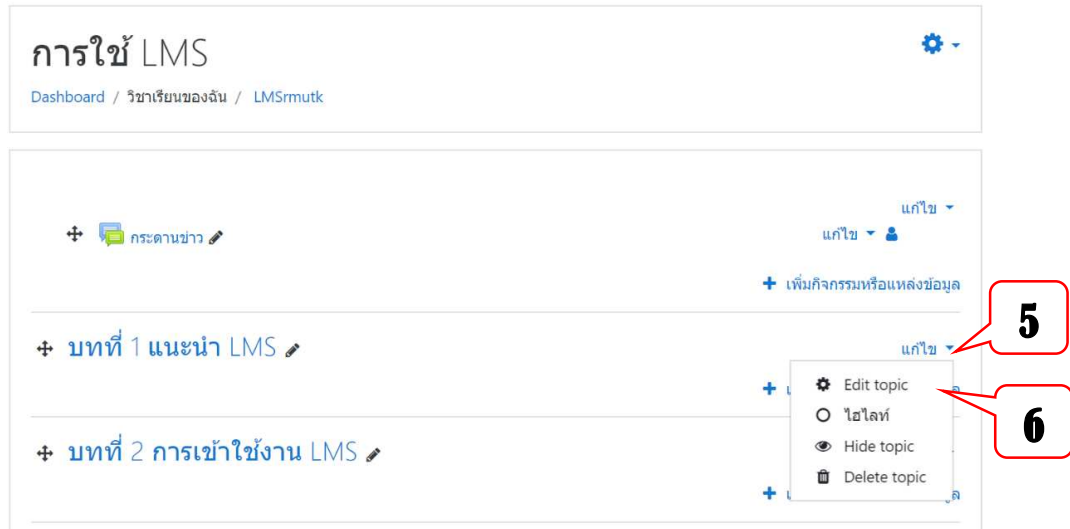 การใช้ LMS
Dashboard / วิชาเรียนของฉัน / LMSrmutk
แก้ไข
กระดานข่าว
แก้ไข
เพิ่มกิจกรรมหรือแหล่งข้อมูล
บทที่ 1 แนะนำ LMS
แก้ไข
5
Edit topic
6
ไฮไลท์
บทที่ 2 การเข้าใช้งาน LMS
Hide topic
Delete topic